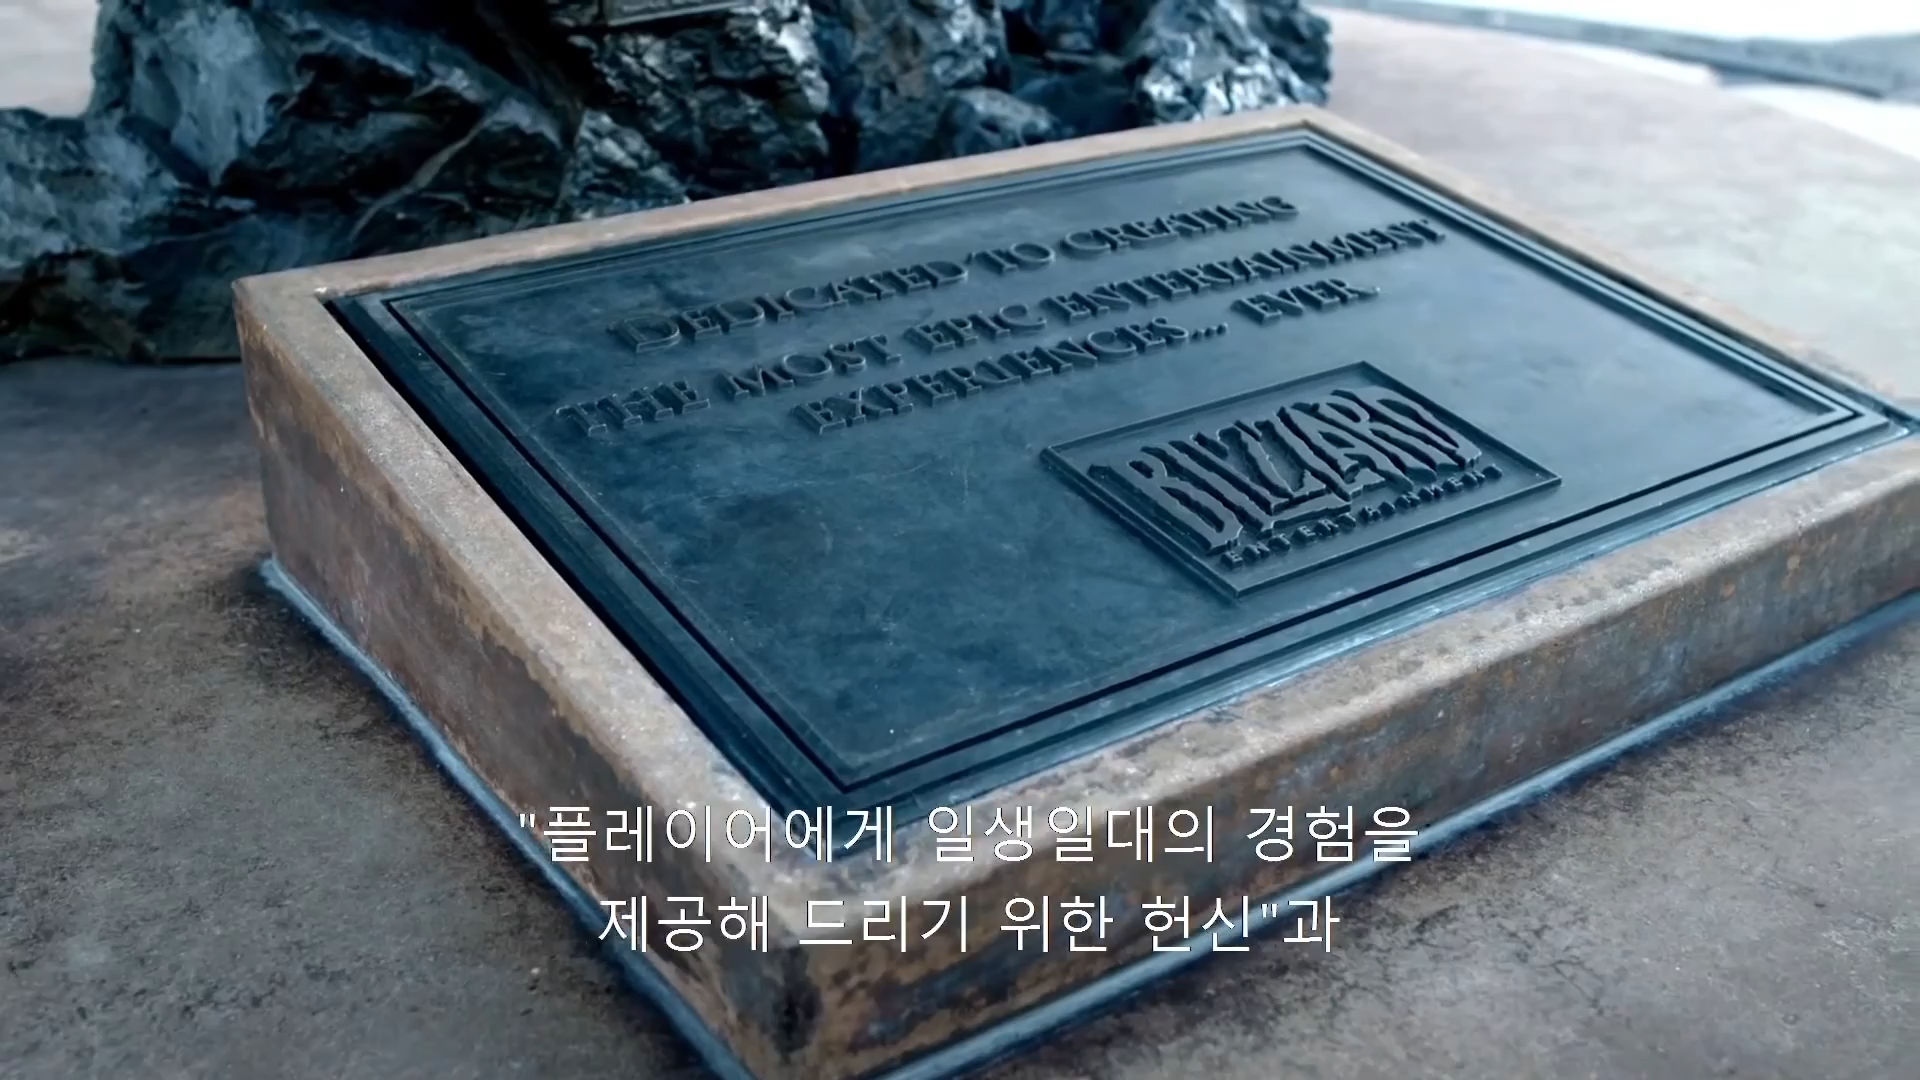 DEDICATED TO CREATING
THE MOST EPIC ENTERTAINMENT
EXPERIENCES... EVER.
BLIZZARD
ENTERTAINMENT
"플레이어에게 일생일대의 경험을
제공해 드리기 위한 헌신"과